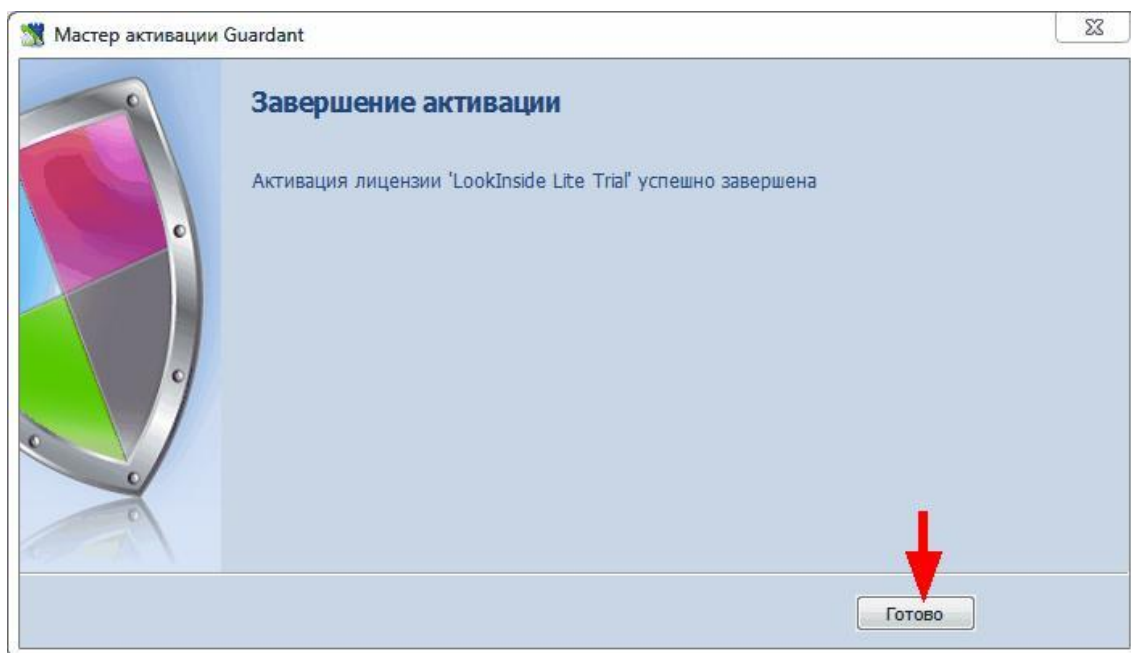 Мастер активации Guardant
Завершение активации
Активация лицензии 'LookInside Lite Trial' успешно завершена
Готово